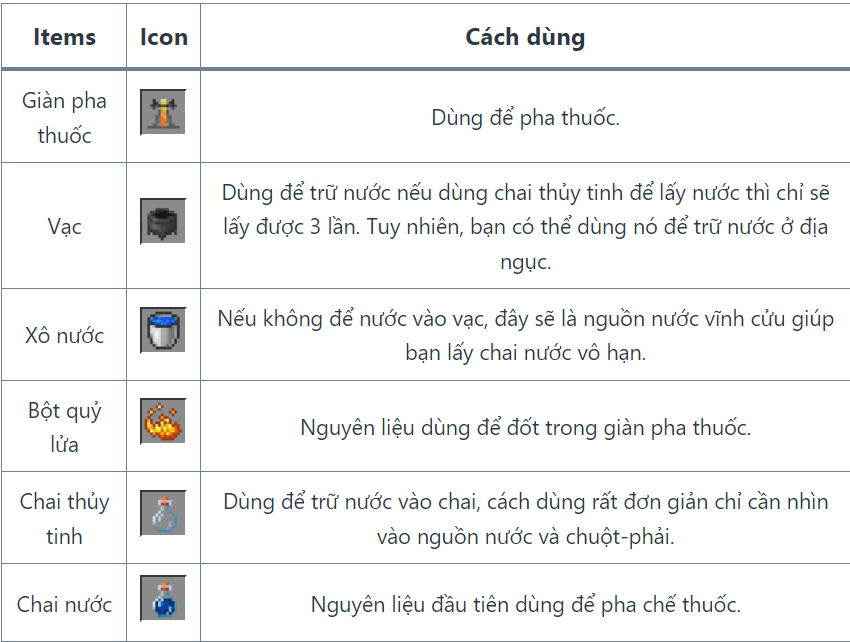 Items Icon Cách dùng
Giàn pha
thuốc
Dùng để pha thuốc.
Vạc
Dùng để trữ nước nếu dùng chai thủy tinh để lấy nước thì chỉ sẽ
lấy được 3 lần. Tuy nhiên, bạn có thể dùng nó để trữ nước ở địa
ngục.
Xô nước
Nếu không để nước vào vạc, đây sẽ là nguồn nước vĩnh cửu giúp
bạn lấy chai nước vô hạn.
Bột quỷ
lửa
Nguyên liệu dùng để đốt trong giàn pha thuốc.
Chai thủy
tinh
Dùng để trữ nước vào chai, cách dùng rất đơn giản chỉ cần nhìn
vào nguồn nước và chuột-phải.
Chai nước
Nguyên liệu đầu tiên dùng để pha chế thuốc.